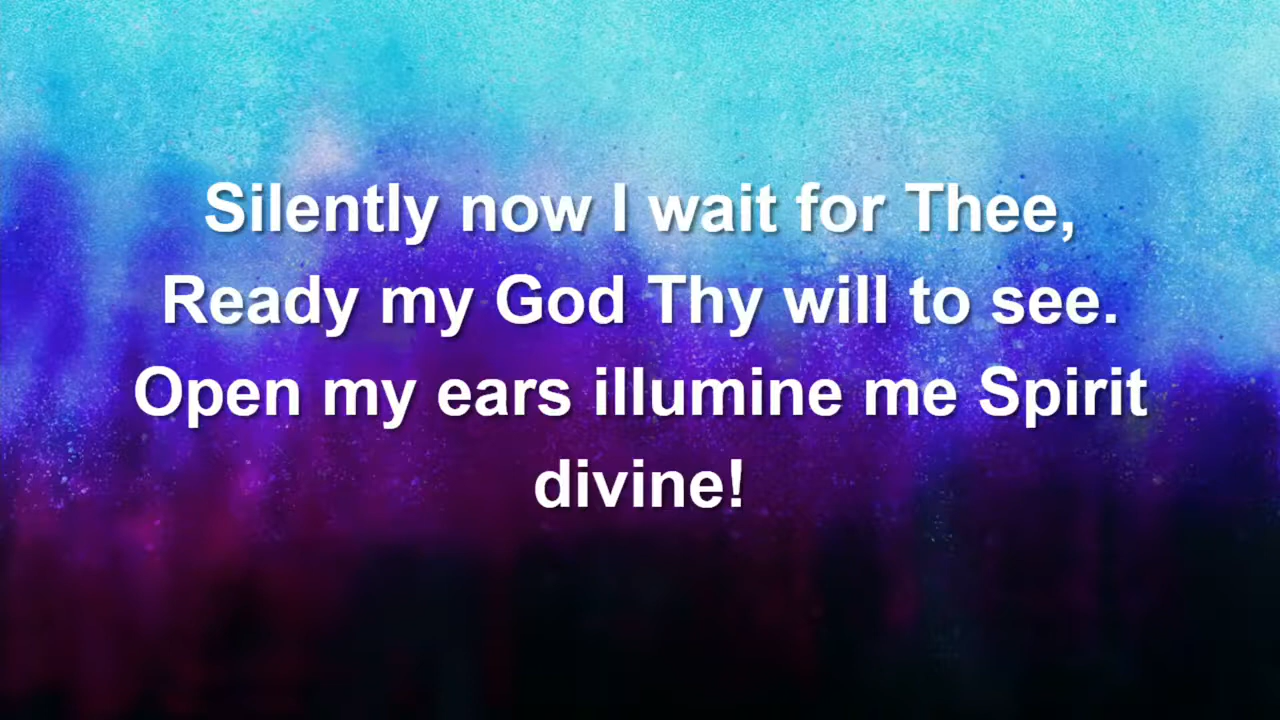 Silently now I wait for Thee,
Ready my God Thy will to see.
Open my ears illumine me Spirit
divine!